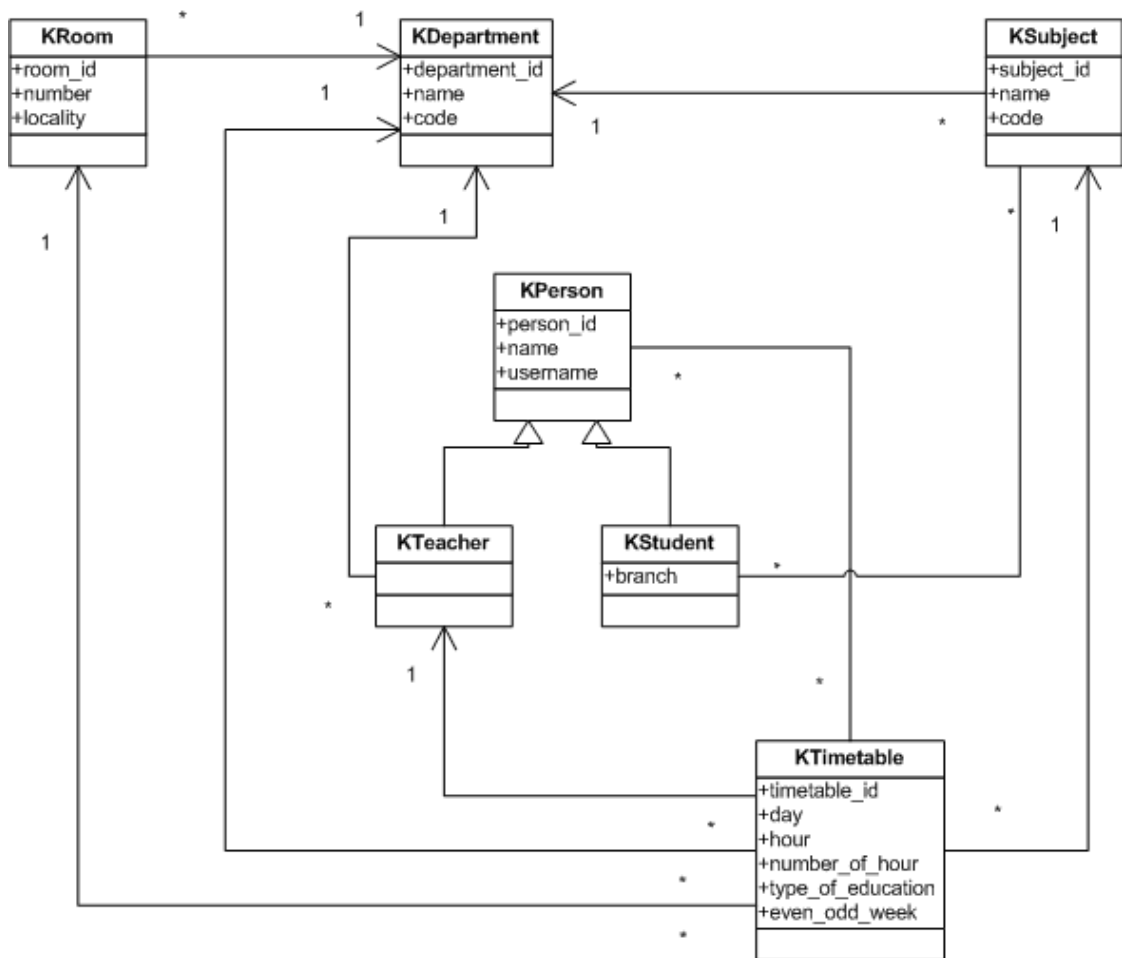 * 1
KRoom
+room_id
+number
+locality
KDepartment
+department_id
+name
+code
KSubject
+subject_id
+name
+code
1
1
*
1
1
*
1
KPerson
+person_id
+name
+username
*
KTeacher
KStudent
+branch
*
*
1
*
KTimetable
+timetable_id
+day
+hour
+number_of_hour
+type_of_education
+even_odd_week
*
*
*
*